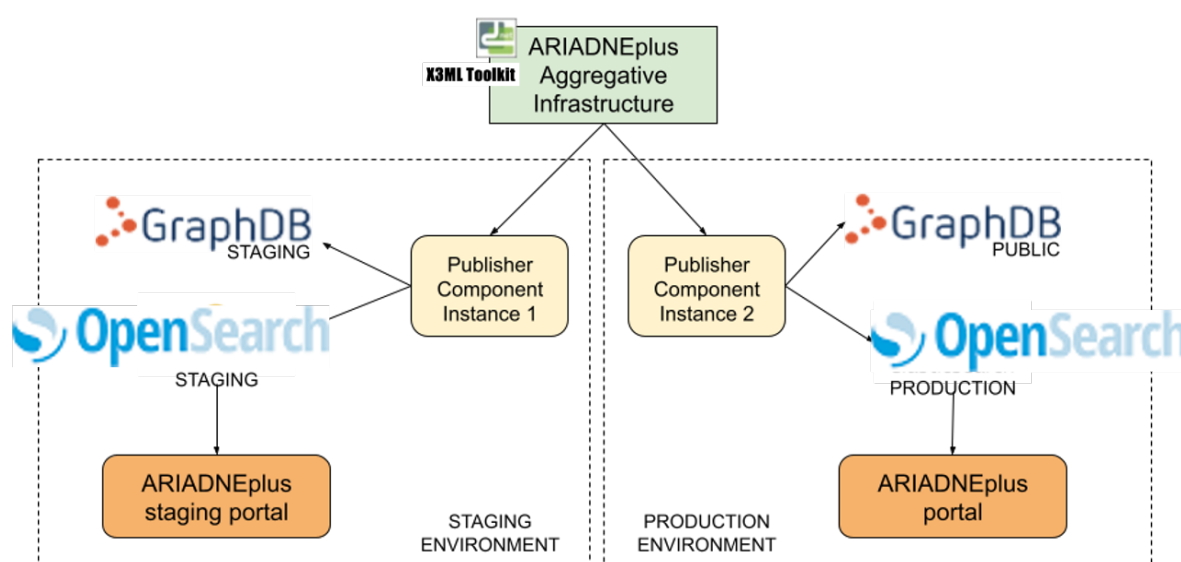 ARIADNEplus
Aggregative
Infrastructure
X3ML Toolkit
GraphDB
STAGING
Publisher
Component
Instance 1
OpenSearch
STAGING
ARIADNEplus
staging portal
STAGING
ENVIRONMENT
GraphDB
PUBLIC
Publisher
Component
Instance 2
OpenSearch
PRODUCTION
ARIADNEplus
portal
PRODUCTION
ENVIRONMENT